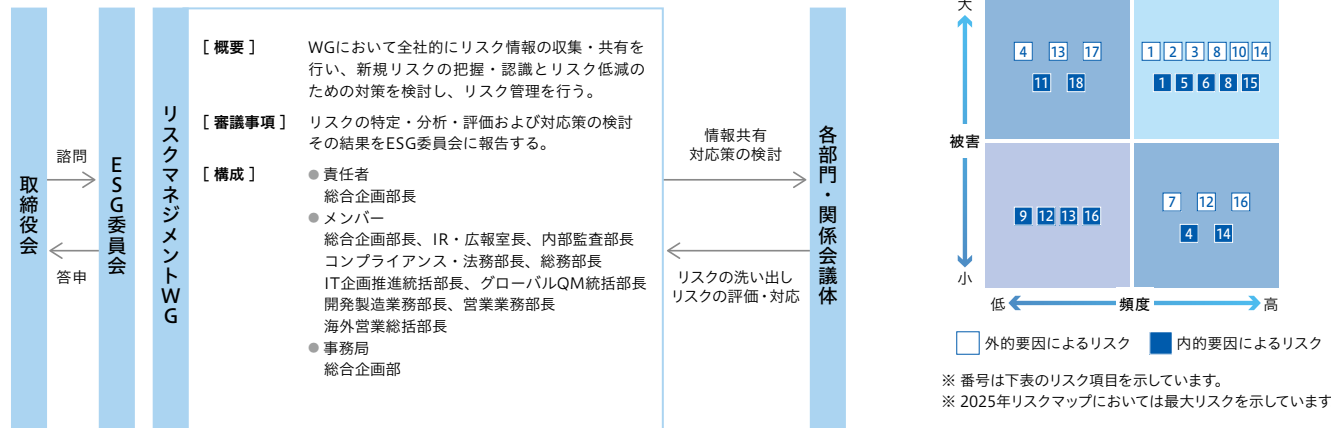 取締役会
諮問
答申
ESG委員会
リスクマネジメントWG
[ 概要 ]
WGにおいて全社的にリスク情報の収集・共有を
行い、新規リスクの把握・認識とリスク低減の
ための対策を検討し、リスク管理を行う。
[ 審議事項 ]
リスクの特定・分析・評価および対応策の検討
その結果をESG委員会に報告する。
[ 構成 ]
● 責任者
総合企画部長
● メンバー
総合企画部長、IR・広報室長、内部監査部長
コンプライアンス・法務部長、総務部長
IT企画推進統括部長、グローバルQM統括部長
開発製造業務部長、営業業務部長
海外営業総括部長
● 事務局
総合企画部
情報共有
対応策の検討
リスクの洗い出し
リスクの評価・対応
各部門・関係会議体
大
4 13 17
11 18
1 2 3 8 10 14
1 5 6 8 15
被害
9 12 13 16
7 12 16
4 14
小
低 頻度 高
外的要因によるリスク 内的要因によるリスク
※ 番号は下表のリスク項目を示しています。
※ 2025年リスクマップにおいては最大リスクを示しています